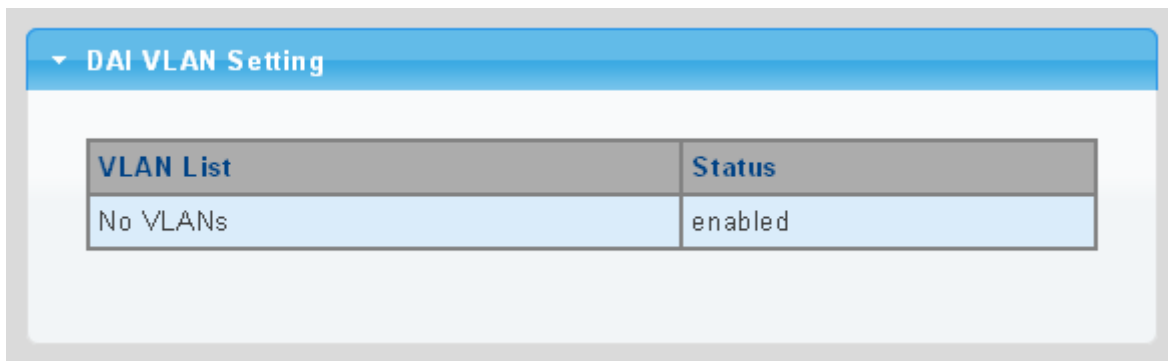 DAI VLAN Setting
VLAN List Status
No VLANs enabled